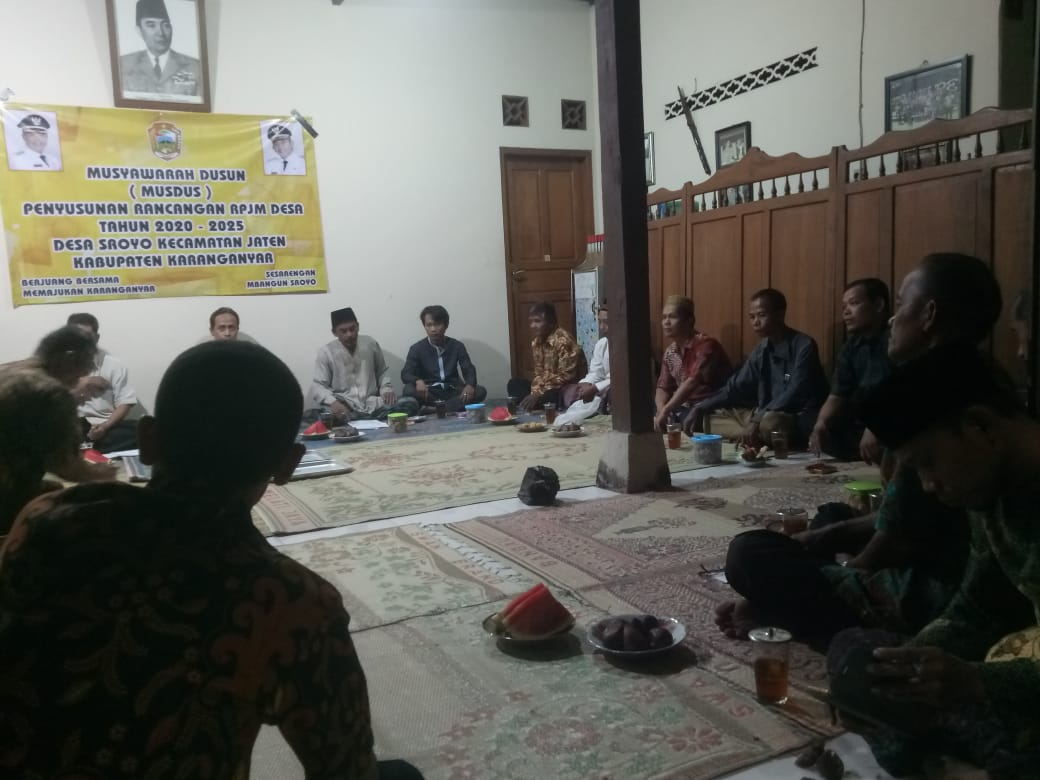 MUSYAWARAH DUSUN
( MUSDUS )
PENYUSUNAN RANCANGAN RPJM DESA
TAHUN 2020 - 2025
DESA SROYO KECAMATAN JATEN
KABUPATEN KARANGANYAR
BERJUANG BERSAMA
MEMAJUKAN KARANGANYAR
SESARENGAN
MBANGUN SROYO